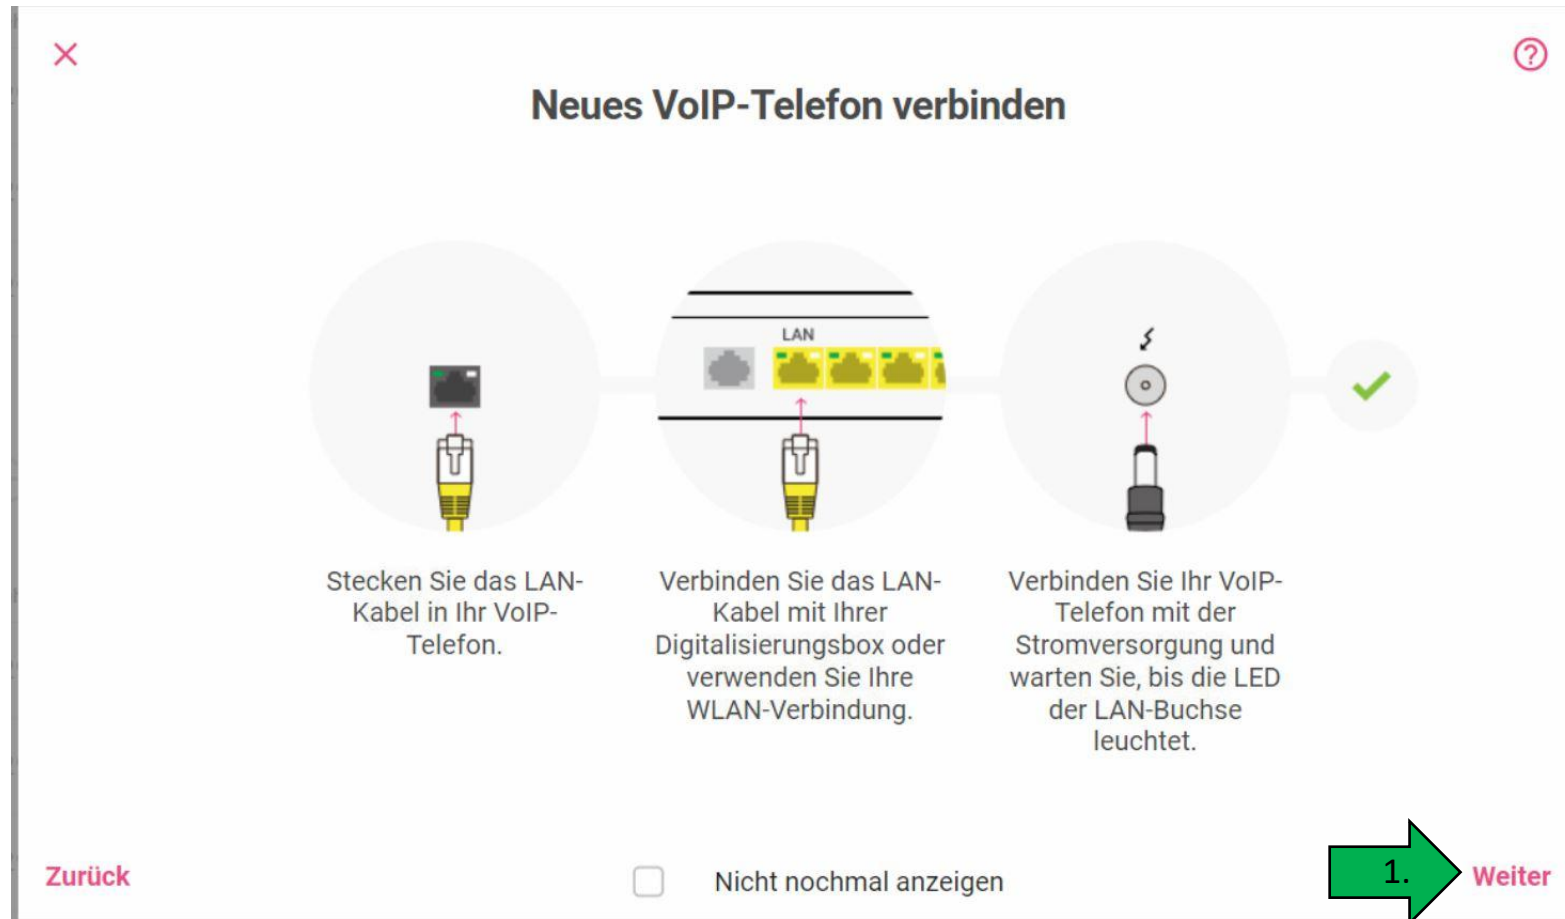 Neues VoIP-Telefon verbinden
LAN
Stecken Sie das LAN-
Kabel in Ihr VoIP-
Telefon.
Verbinden Sie das LAN-
Kabel mit Ihrer
Digitalisierungsbox oder
verwenden Sie Ihre
WLAN-Verbindung.
Verbinden Sie Ihr VoIP-
Telefon mit der
Stromversorgung und
warten Sie, bis die LED
der LAN-Buchse
leuchtet.
Zurück
Nicht nochmal anzeigen
1.
Weiter